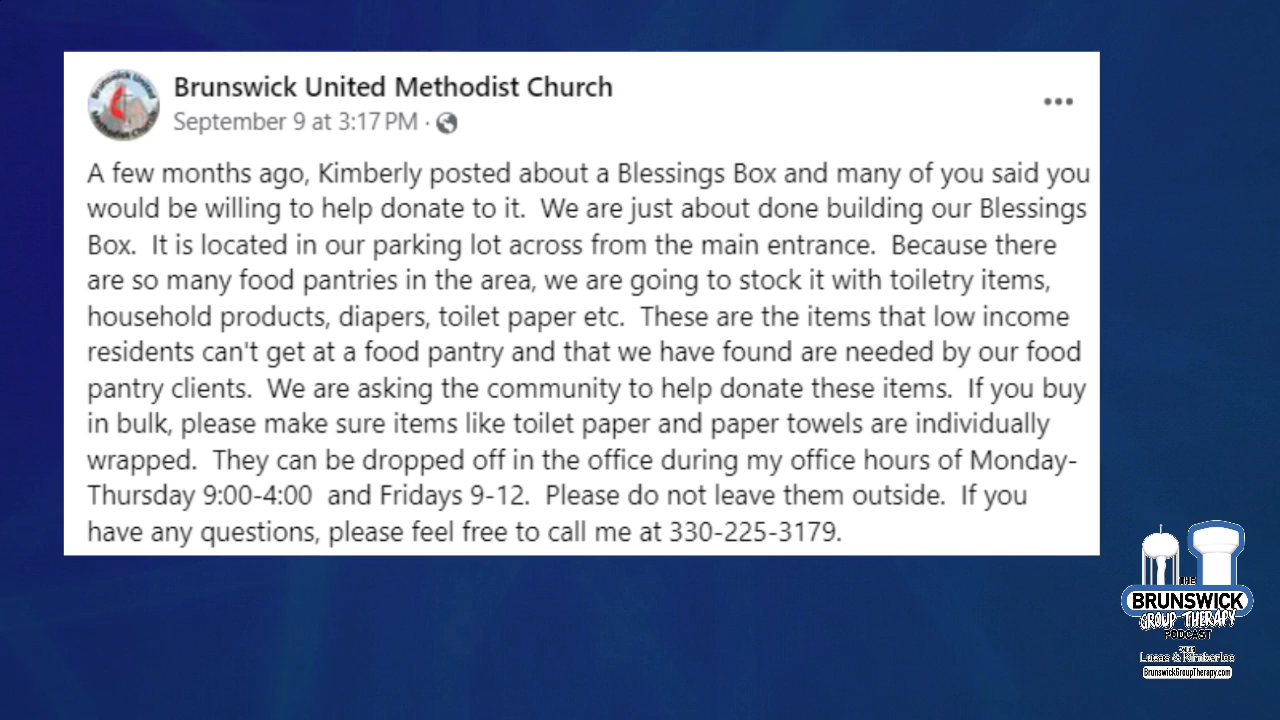 Brunswick United Methodist Church
September 9 at 3:17 PM ·
A few months ago, Kimberly posted about a Blessings Box and many of you said you
would be willing to help donate to it.  We are just about done building our Blessings
Box.  It is located in our parking lot across from the main entrance.  Because there
are so many food pantries in the area, we are going to stock it with toiletry items,
household products, diapers, toilet paper etc.  These are the items that low income
residents can't get at a food pantry and that we have found are needed by our food
pantry clients.  We are asking the community to help donate these items.  If you buy
in bulk, please make sure items like toilet paper and paper towels are individually
wrapped.  They can be dropped off in the office during my office hours of Monday-
Thursday 9:00-4:00  and Fridays 9-12.  Please do not leave them outside.  If you
have any questions, please feel free to call me at 330-225-3179.
THE
BRUNSWICK
GROUP THERAPY
PODCAST
Lucas & Kimberlee
BrunswickGroupTherapy.com